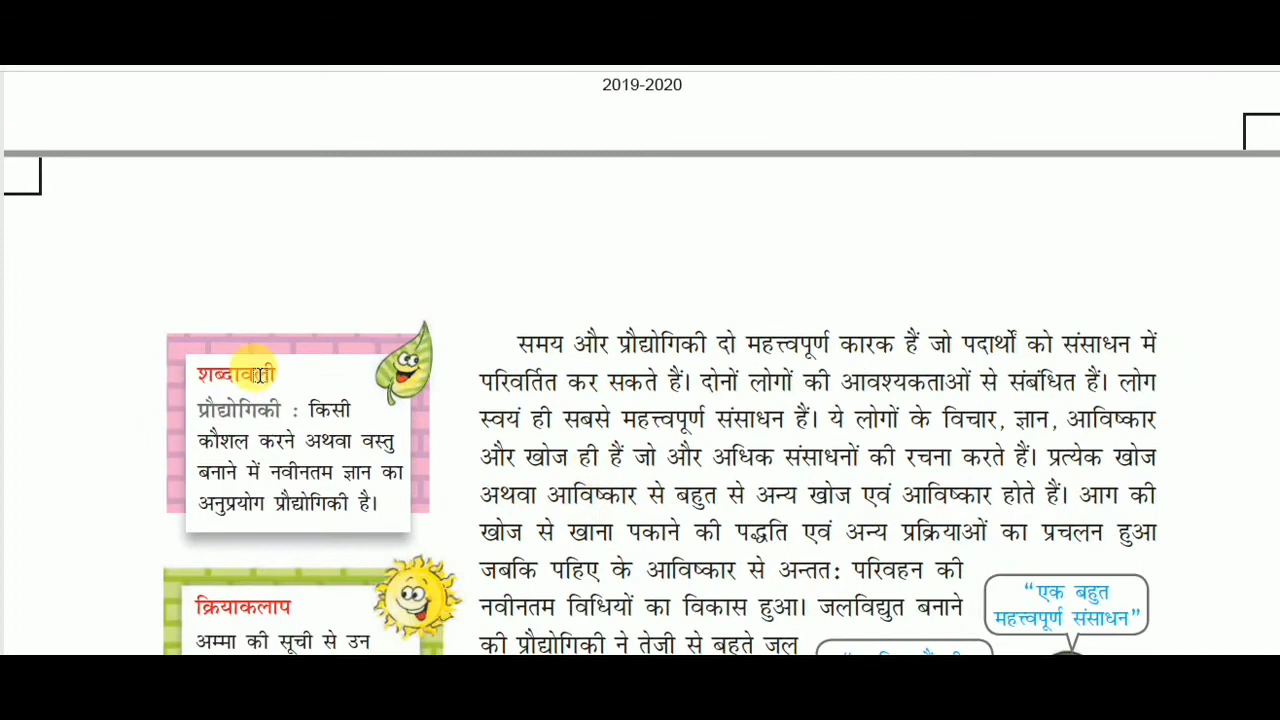 2019-2020
शब्दावली
प्रौद्योगिकी : किसी
कौशल करने अथवा वस्तु
बनाने में नवीनतम ज्ञान का
अनुप्रयोग प्रौद्योगिकी है।
क्रियाकलाप
अम्मा की सूची से उन
समय और प्रौद्योगिकी दो महत्त्वपूर्ण कारक हैं जो पदार्थों को संसाधन में
परिवर्तित कर सकते हैं। दोनों लोगों की आवश्यकताओं से संबंधित हैं। लोग
स्वयं ही सबसे महत्त्वपूर्ण संसाधन हैं। ये लोगों के विचार, ज्ञान, आविष्कार
और खोज ही हैं जो और अधिक संसाधनों की रचना करते हैं। प्रत्येक खोज
अथवा आविष्कार से बहुत से अन्य खोज एवं आविष्कार होते हैं। आग की
खोज से खाना पकाने की पद्धति एवं अन्य प्रक्रियाओं का प्रचलन हुआ
जबकि पहिए के आविष्कार से अन्तत: परिवहन की
नवीनतम विधियों का विकास हुआ। जलविद्युत बनाने
की प्रौद्योगिकी ने तेजी से बहते जल
“एक बहुत
महत्त्वपूर्ण संसाधन”